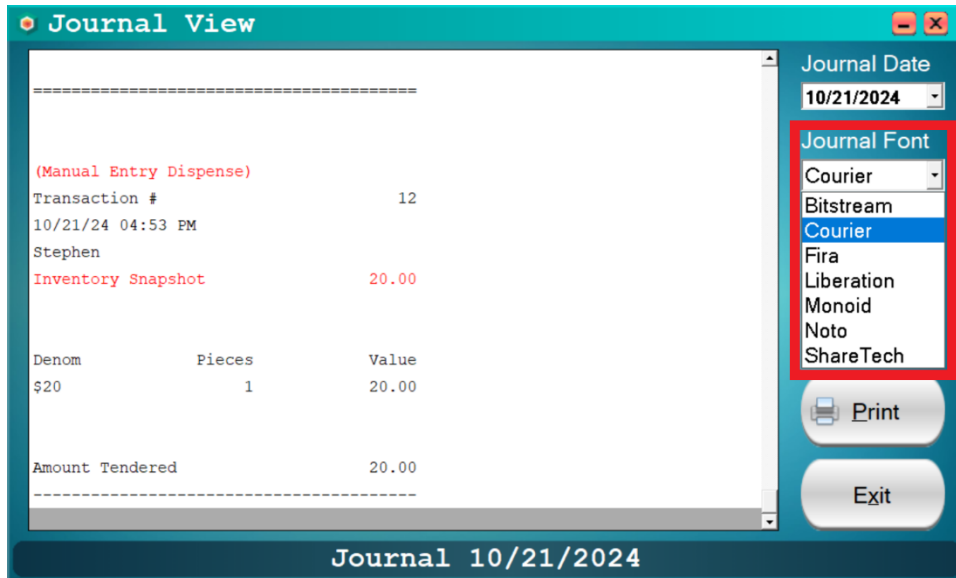 Journal View
========================================
(Manual Entry Dispense)
Transaction # 12
10/21/24 04:53 PM
Stephen
Inventory Snapshot 20.00
Denom Pieces Value
$20 1 20.00
Amount Tendered 20.00
----------------------------------------
Journal Date
10/21/2024
Journal Font
Courier
Bitstream
Courier
Fira
Liberation
Monoid
Noto
ShareTech
Print
Exit
Journal 10/21/2024